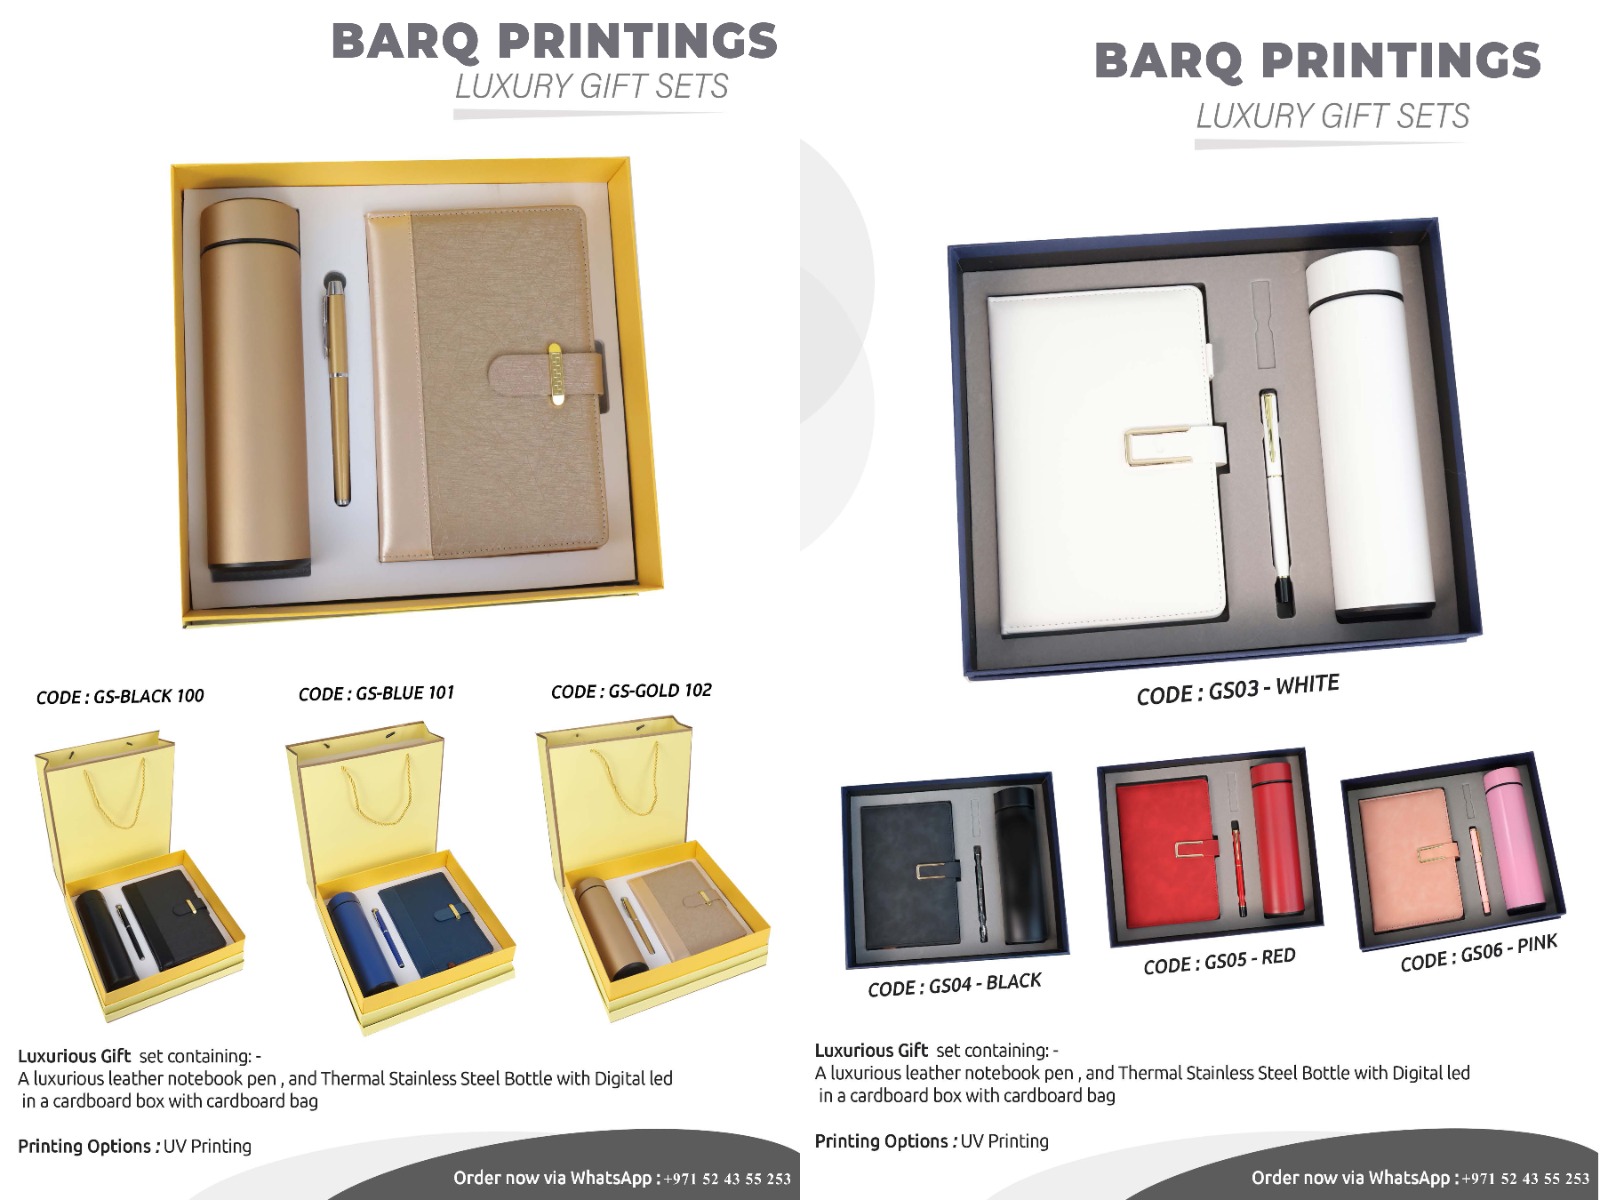 BARQ PRINTINGS
LUXURY GIFT SETS
CODE : GS-BLACK 100
CODE : GS-BLUE 101
CODE : GS-GOLD 102
Luxurious Gift set containing: -
A luxurious leather notebook pen , and Thermal Stainless Steel Bottle with Digital led
in a cardboard box with cardboard bag
Printing Options : UV Printing
Order now via WhatsApp : +971 52 43 55 253
BARQ PRINTINGS
LUXURY GIFT SETS
CODE : GS03 - WHITE
CODE : GS04 - BLACK
CODE : GS05 - RED
CODE : GS06 - PINK
Luxurious Gift set containing: -
A luxurious leather notebook pen , and Thermal Stainless Steel Bottle with Digital led
in a cardboard box with cardboard bag
Printing Options : UV Printing
Order now via WhatsApp : +971 52 43 55 253